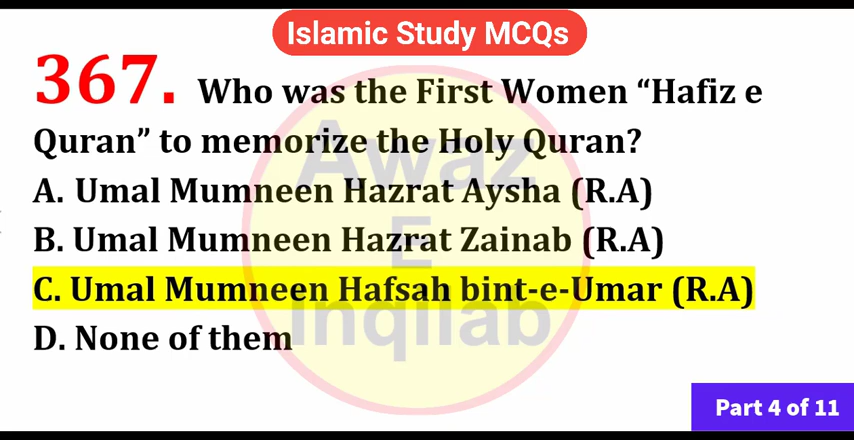 Islamic Study MCQs
367. Who was the First Women “Hafiz e
Quran” to memorize the Holy Quran?
A. Umal Mumneen Hazrat Aysha (R.A)
B. Umal Mumneen Hazrat Zainab (R.A)
C. Umal Mumneen Hafsah bint-e-Umar (R.A)
D. None of them
Awaz
E
Inqilab
Part 4 of 11